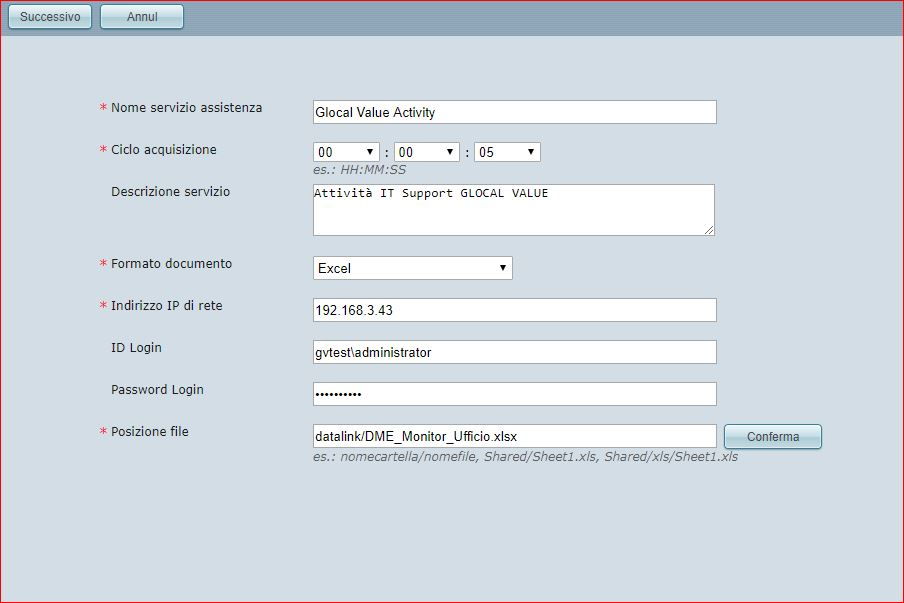 Successivo Annul
* Nome servizio assistenza Glocal Value Activity
* Ciclo acquisizione 00 : 00 : 05
es.: HH:MM:SS
Descrizione servizio Attività IT Support GLOCAL VALUE
* Formato documento Excel
* Indirizzo IP di rete 192.168.3.43
ID Login gvtest\administrator
Password Login ••••••••••
* Posizione file datalink/DME_Monitor_Ufficio.xlsx Conferma
es.: nomecartella/nomefile, Shared/Sheet1.xls, Shared/xls/Sheet1.xls